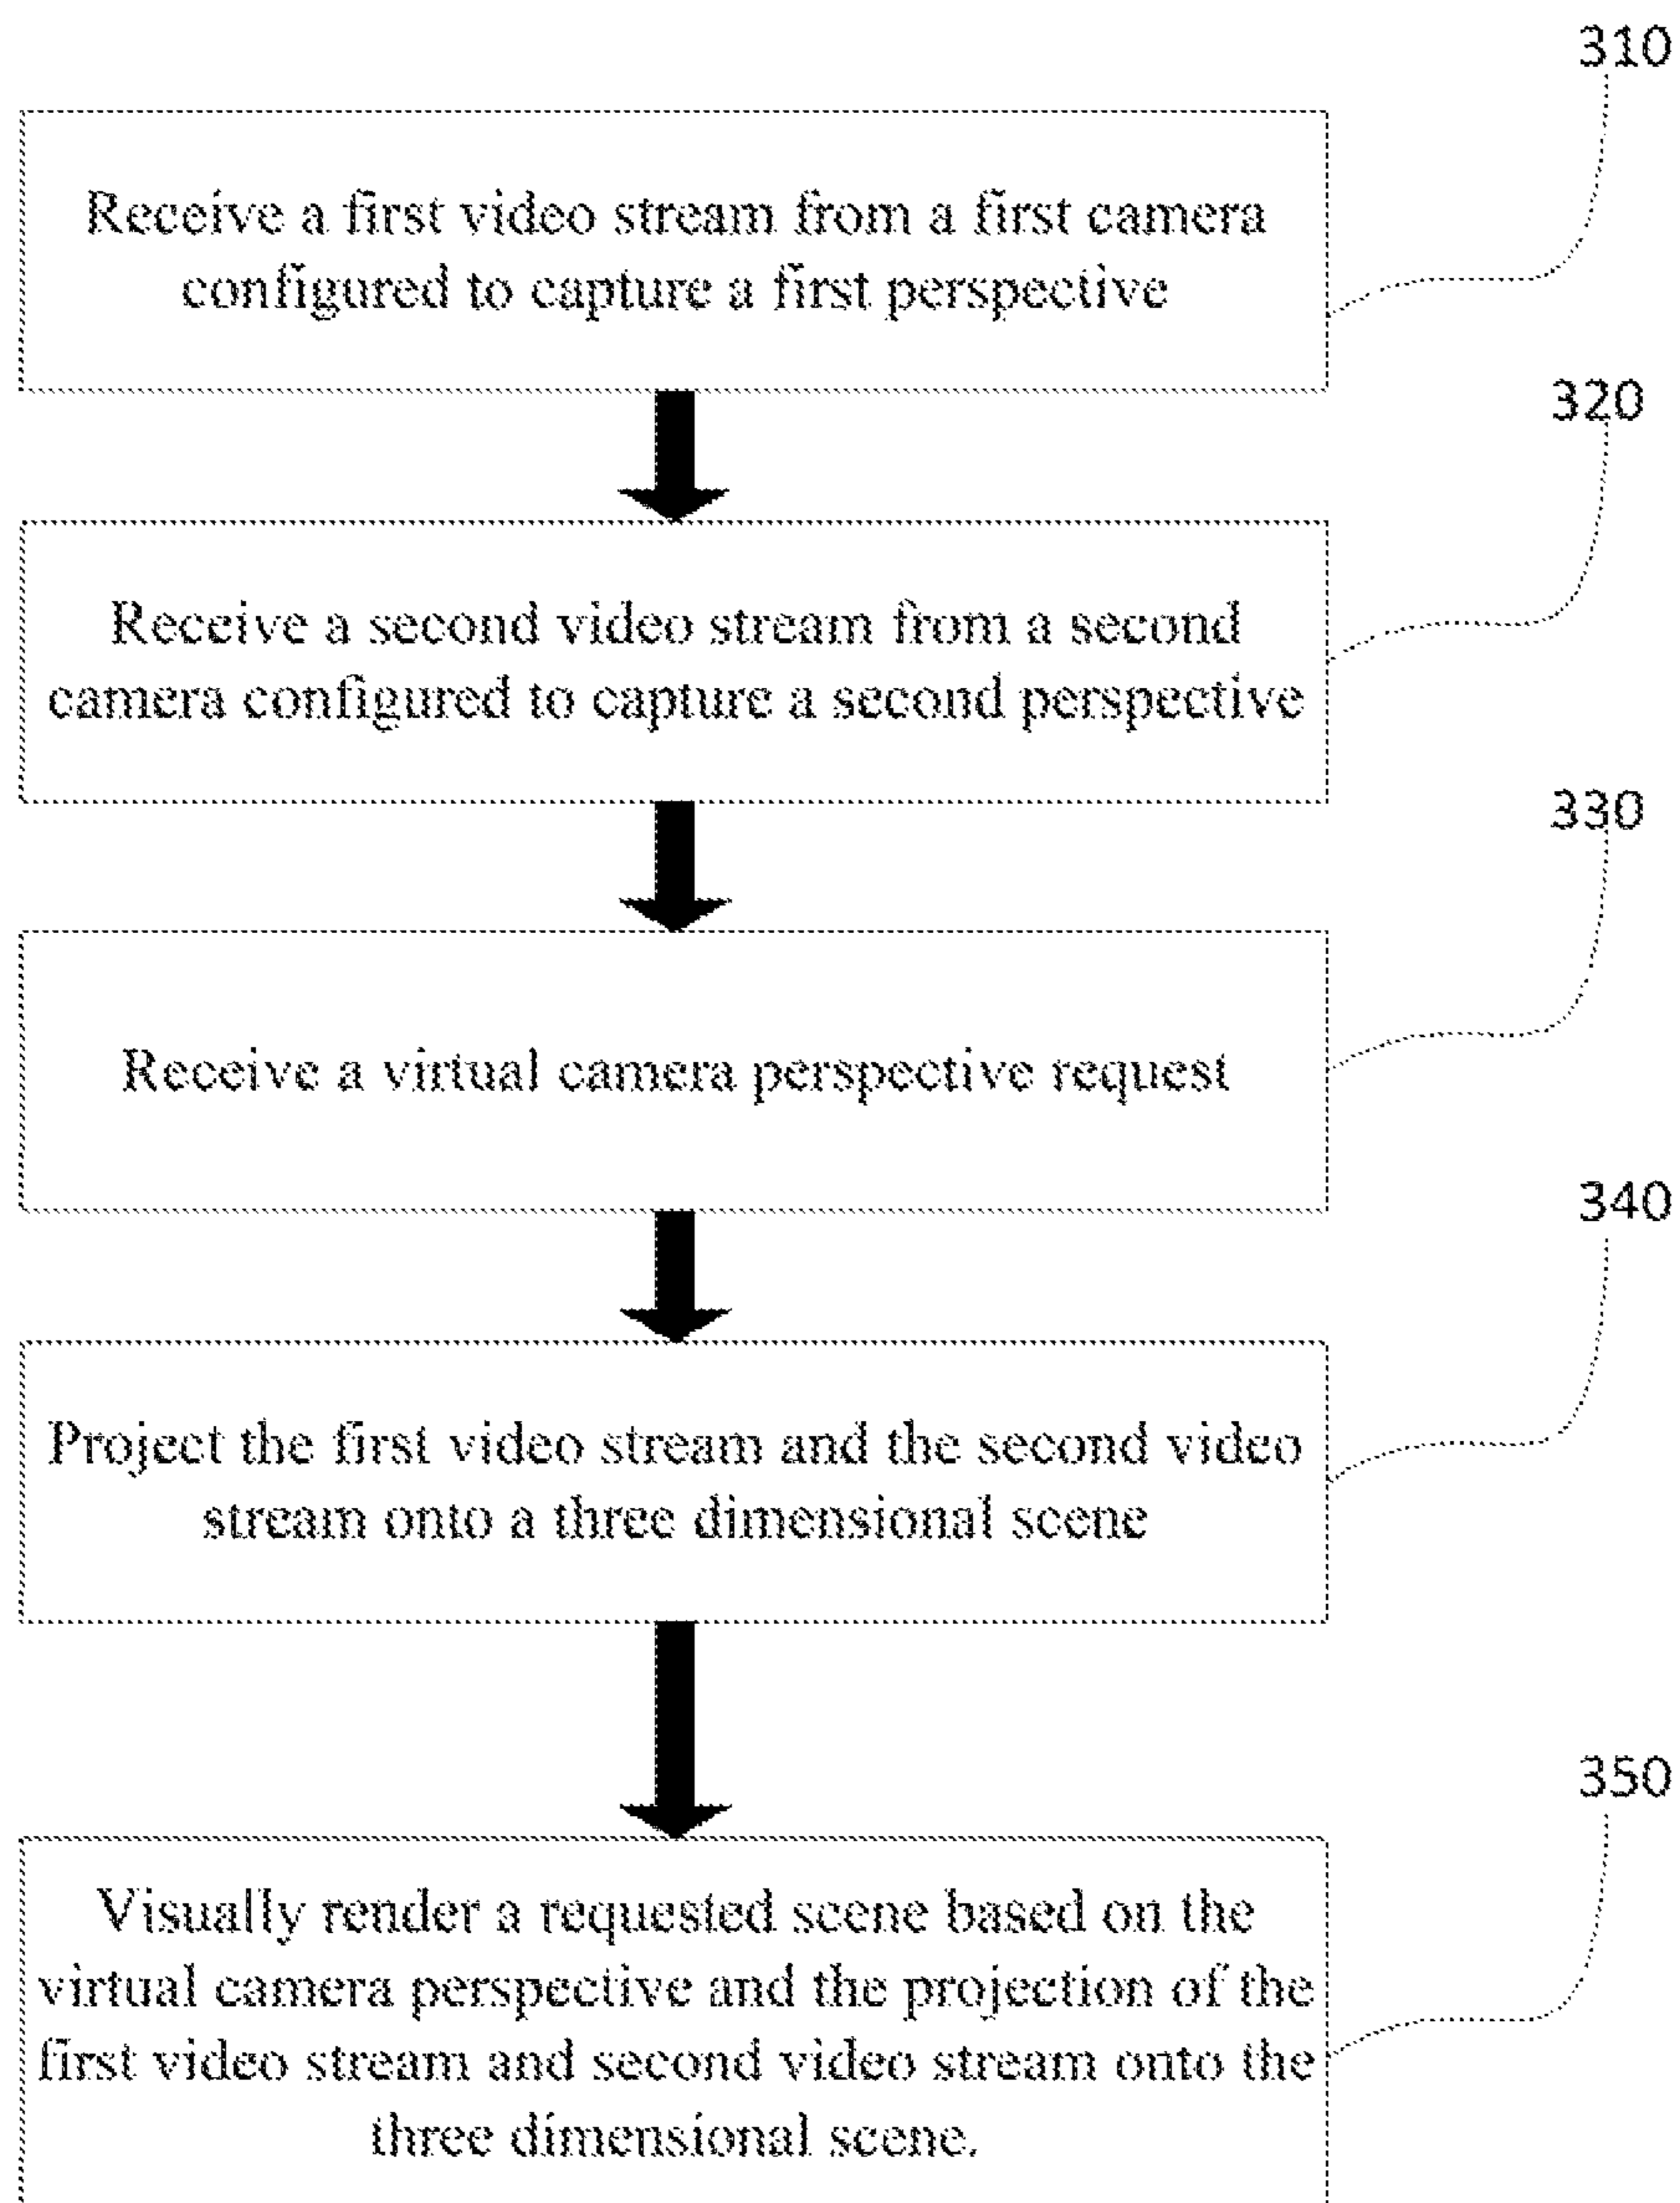 310
Receive a first video stream from a first camera
configured to capture a first perspective
320
Receive a second video stream from a second
camera configured to capture a second perspective
330
Receive a virtual camera perspective request
340
Project the first video stream and the second video
stream onto a three dimensional scene
350
Visually render a requested scene based on the
virtual camera perspective and the projection of the
first video stream and second video stream onto the
three dimensional scene.